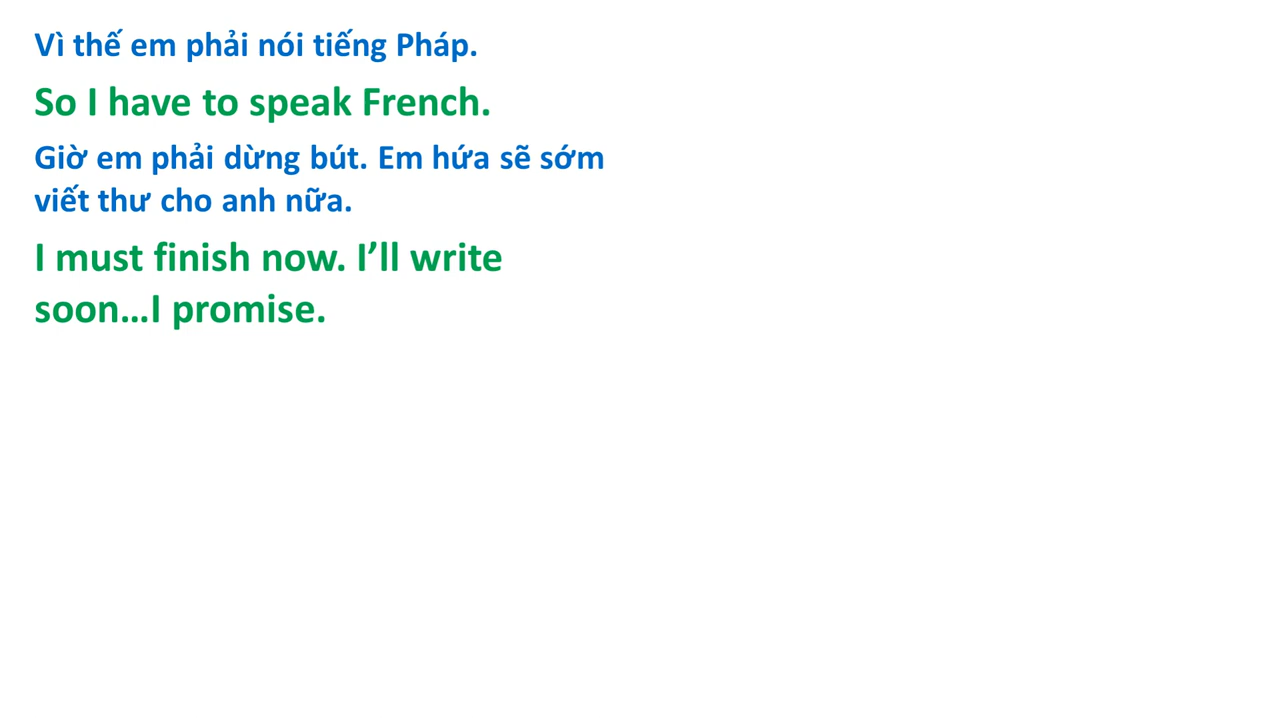 Vì thế em phải nói tiếng Pháp.
So I have to speak French.
Giờ em phải dừng bút. Em hứa sẽ sớm
viết thư cho anh nữa.
I must finish now. I’ll write
soon…I promise.